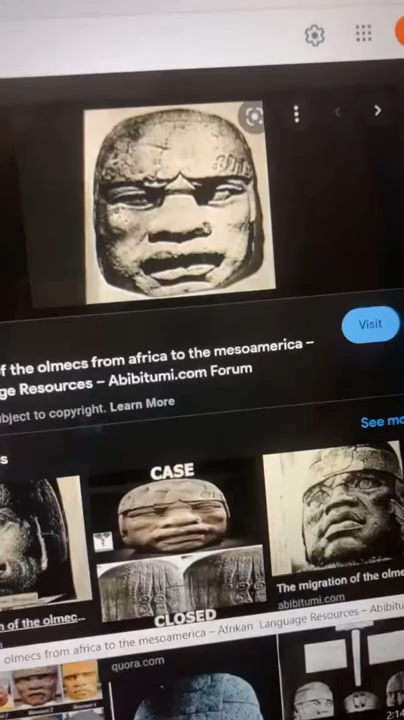 Visit
f the olmecs from africa to the mesoamerica –
ge Resources – Abibitumi.com Forum
bject to copyright. Learn More
See mo
s
CASE
CLOSED
n of the olmec...
The migration of the olme
abibitumi.com
olmecs from africa to the mesoamerica – Afrikan Language Resources – Abibitu
quora.com
2:14